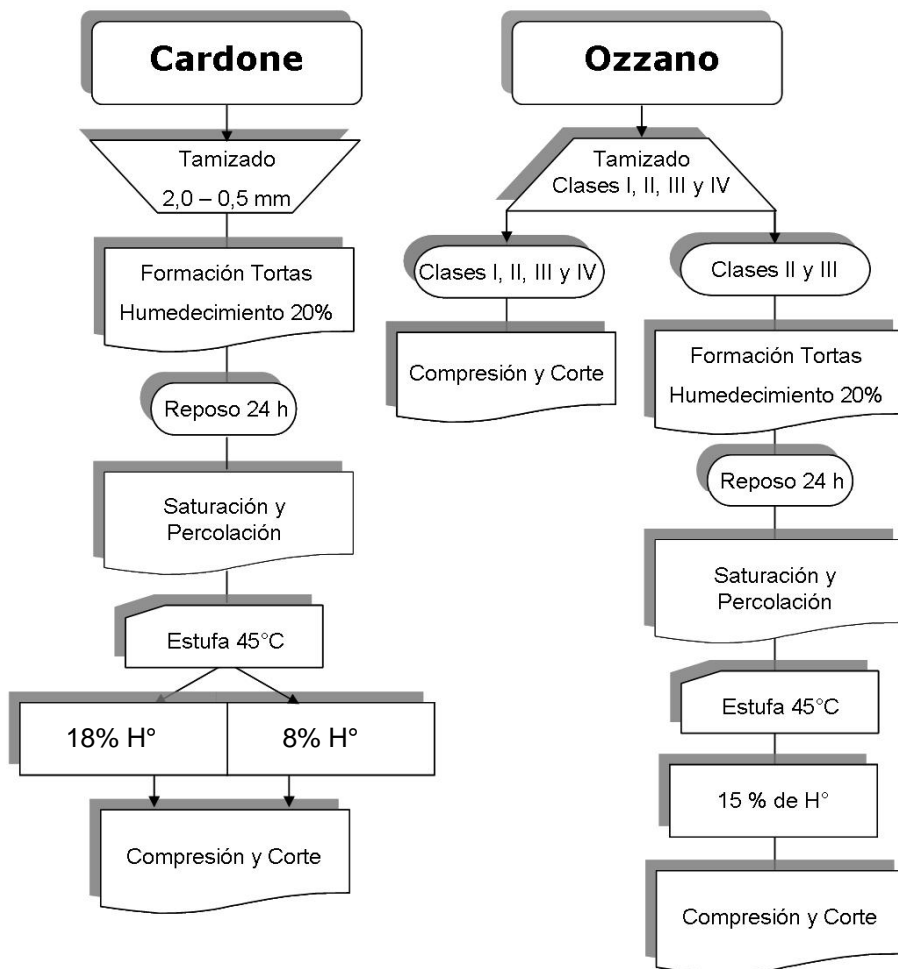 Cardone
Tamizado
2,0 – 0,5 mm
Formación Tortas
Humedecimiento 20%
Reposo 24 h
Saturación y
Percolación
Estufa 45°C
18% H°
8% H°
Compresión y Corte
Ozzano
Tamizado
Clases I, II, III y IV
Clases I, II, III y IV
Compresión y Corte
Clases II y III
Formación Tortas
Humedecimiento 20%
Reposo 24 h
Saturación y
Percolación
Estufa 45°C
15 % de H°
Compresión y Corte